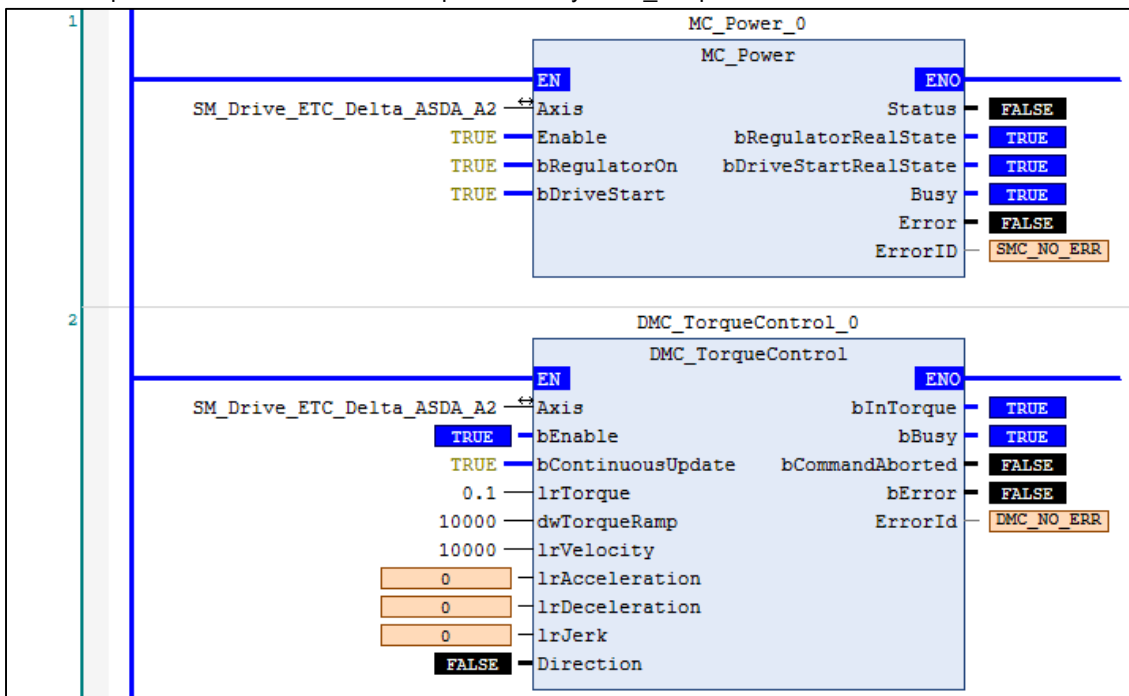 1
MC_Power_0
MC_Power
EN ENO
SM_Drive_ETC_Delta_ASDA_A2 Axis Status FALSE
TRUE Enable bRegulatorRealState TRUE
TRUE bRegulatorOn bDriveStartRealState TRUE
TRUE bDriveStart Busy TRUE
Error FALSE
ErrorID SMC_NO_ERR
2
DMC_TorqueControl_0
DMC_TorqueControl
EN ENO
SM_Drive_ETC_Delta_ASDA_A2 Axis bInTorque TRUE
TRUE bEnable bBusy TRUE
TRUE bContinuousUpdate bCommandAborted FALSE
0.1 lrTorque bError FALSE
10000 dwTorqueRamp ErrorId DMC_NO_ERR
10000 lrVelocity
0 lrAcceleration
0 lrDeceleration
0 lrJerk
FALSE Direction